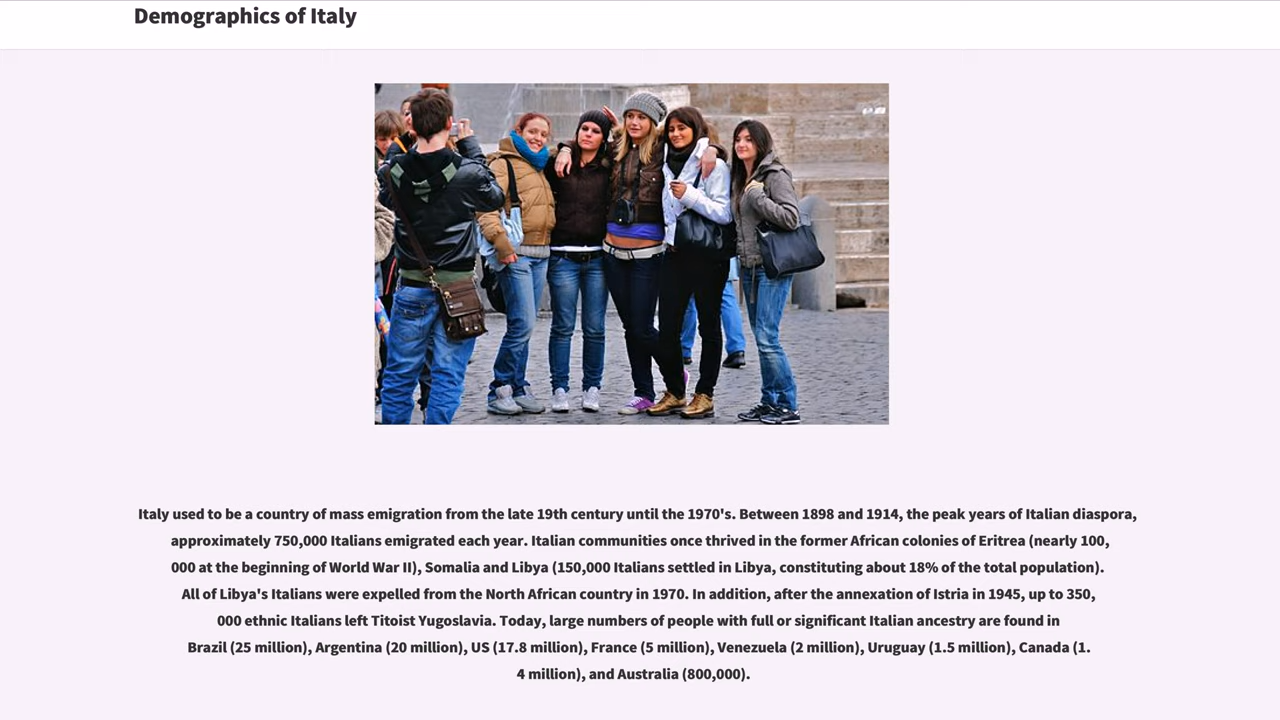 Demographics of Italy
Italy used to be a country of mass emigration from the late 19th century until the 1970's. Between 1898 and 1914, the peak years of Italian diaspora,
approximately 750,000 Italians emigrated each year. Italian communities once thrived in the former African colonies of Eritrea (nearly 100,
000 at the beginning of World War II), Somalia and Libya (150,000 Italians settled in Libya, constituting about 18% of the total population).
All of Libya's Italians were expelled from the North African country in 1970. In addition, after the annexation of Istria in 1945, up to 350,
000 ethnic Italians left Titoist Yugoslavia. Today, large numbers of people with full or significant Italian ancestry are found in
Brazil (25 million), Argentina (20 million), US (17.8 million), France (5 million), Venezuela (2 million), Uruguay (1.5 million), Canada (1.
4 million), and Australia (800,000).